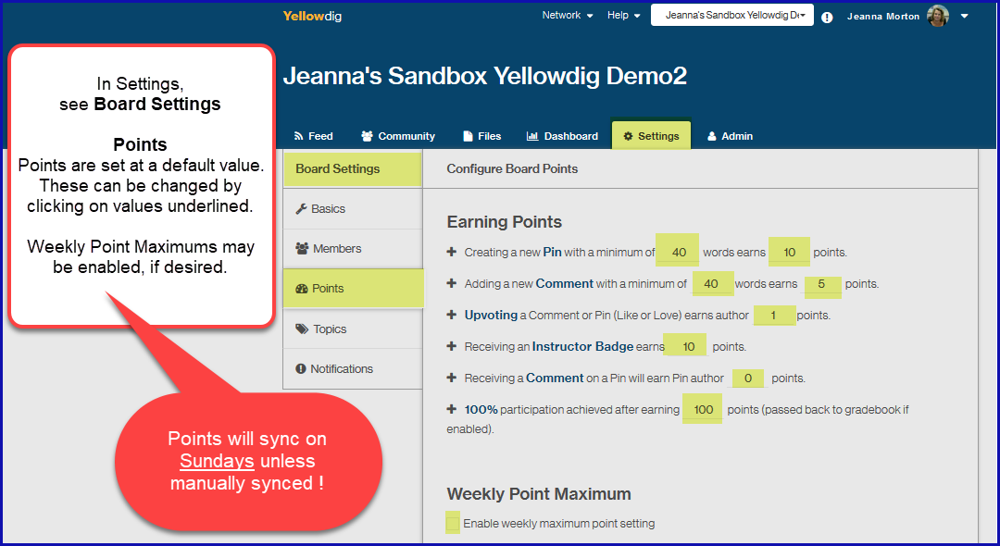 Yellowdig
Network Help Jeanna's Sandbox Yellowdig De Jeanna Morton
Jeanna's Sandbox Yellowdig Demo2
Feed Community Files Dashboard Settings Admin
In Settings,
see Board Settings
Points
Points are set at a default value.
These can be changed by
clicking on values underlined.
Weekly Point Maximums may
be enabled, if desired.
Points will sync on
Sundays unless
manually synced !
Board Settings
Basics
Members
Points
Topics
Notifications
Configure Board Points
Earning Points
Creating a new Pin with a minimum of 40 words earns 10 points.
Adding a new Comment with a minimum of 40 words earns 5 points.
Upvoting a Comment or Pin (Like or Love) earns author 1 points.
Receiving an Instructor Badge earns 10 points.
Receiving a Comment on a Pin will earn Pin author 0 points.
100% participation achieved after earning 100 points (passed back to gradebook if
enabled).
Weekly Point Maximum
Enable weekly maximum point setting